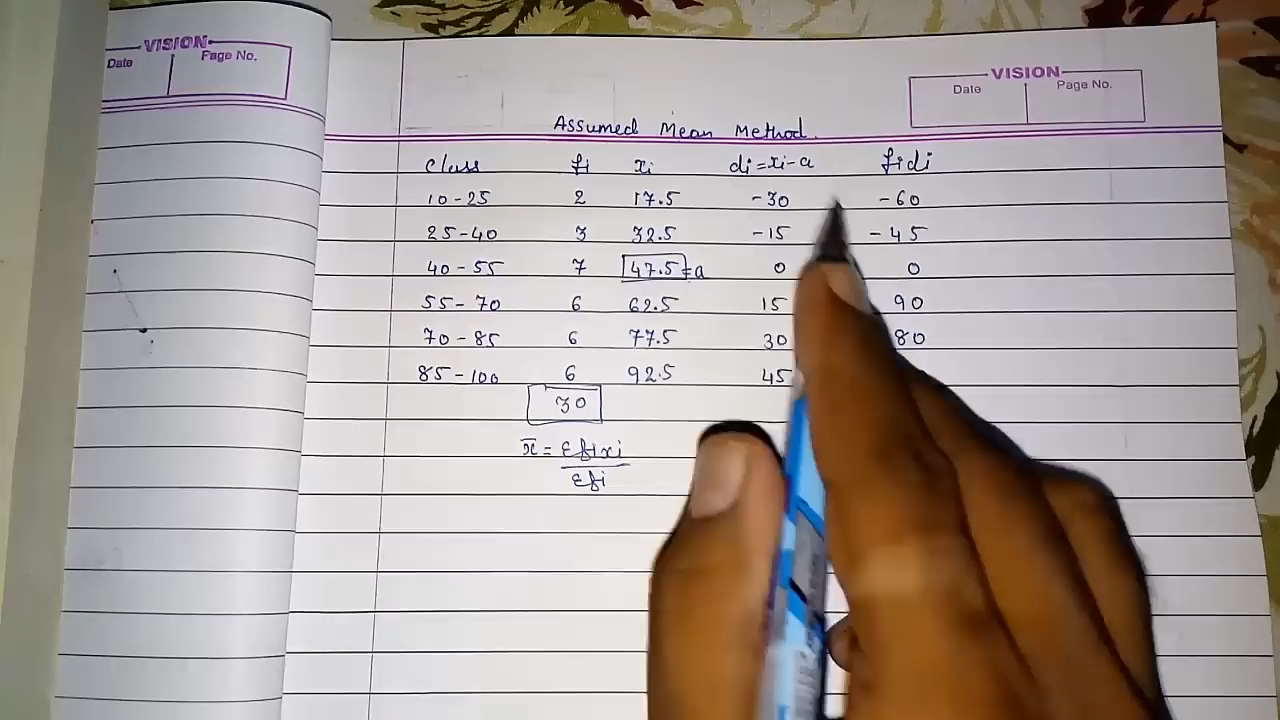 VISION
Date Page No.
VISION
Date Page No.
Assumed Mean Method.
Class fi xi di=xi-a fidi
10-25 2 17.5 -30 -60
25-40 3 32.5 -15 -45
40-55 7 47.5=a 0 0
55-70 6 62.5 15 90
70-85 6 77.5 30 80
85-100 6 92.5 45
30
x̄ = Σfixi
Σfi